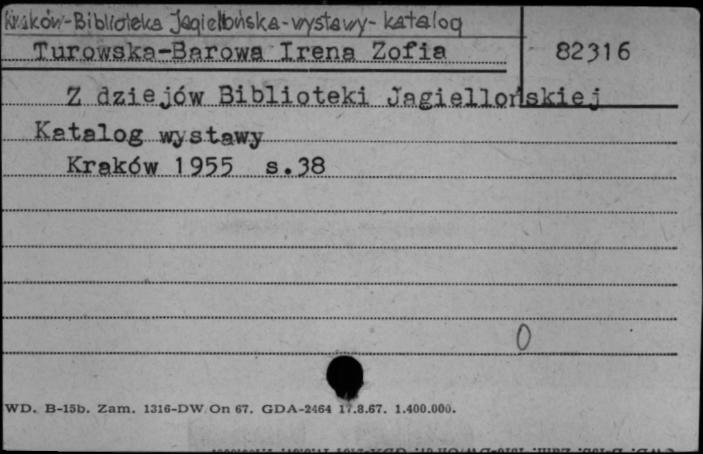 Kraków-Biblioteka Jagiellońska-wystawy-katalog
Turowska-Barowa Irena Zofia 82316
Z dziejów Biblioteki Jagiellońskiej
Katalog wystawy
Kraków 1955 s.38
0
WD. B-15b. Zam. 1316-DW On 67. GDA-2464 17.8.67. 1.400.000.